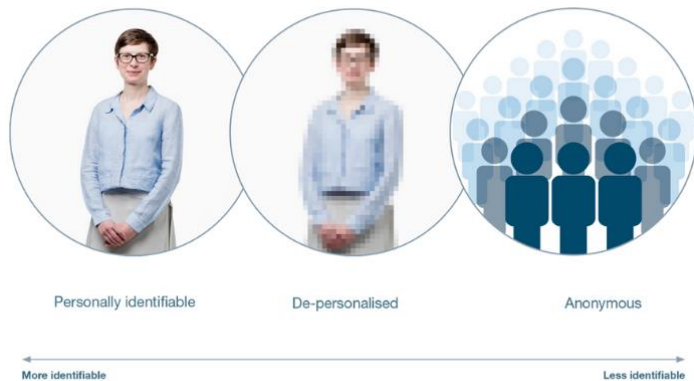 Personally identifiable
De-personalised
Anonymous
More identifiable
Less identifiable